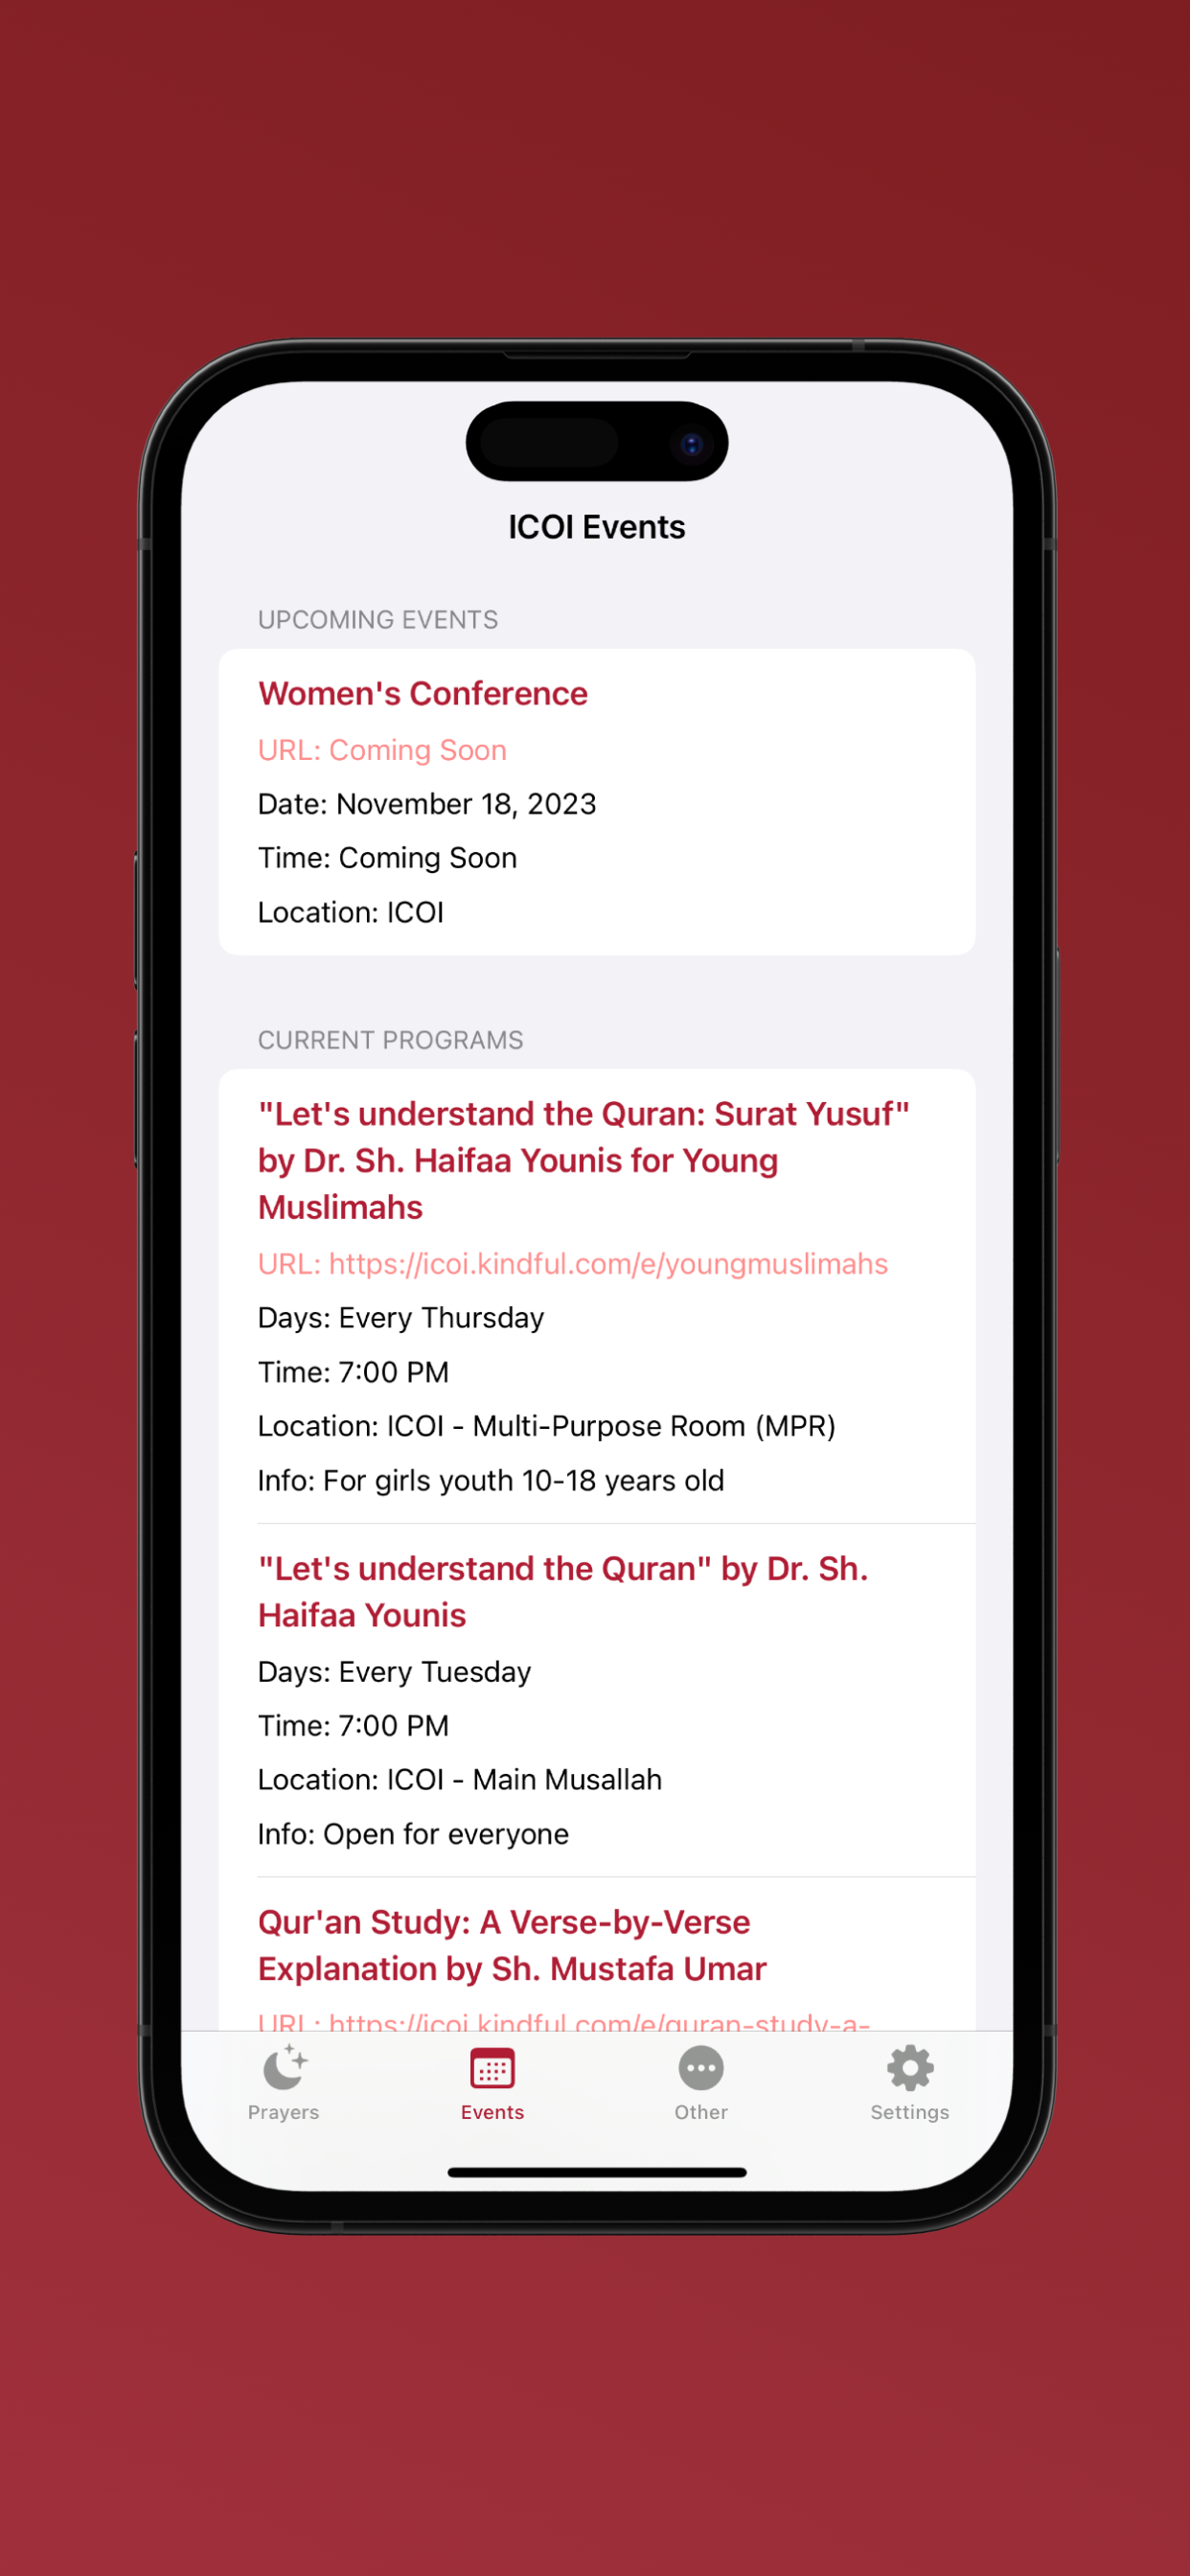 ICOI Events
UPCOMING EVENTS
Women's Conference
URL: Coming Soon
Date: November 18, 2023
Time: Coming Soon
Location: ICOI
CURRENT PROGRAMS
"Let's understand the Quran: Surat Yusuf"
by Dr. Sh. Haifaa Younis for Young
Muslimahs
URL: https://icoi.kindful.com/e/youngmuslimahs
Days: Every Thursday
Time: 7:00 PM
Location: ICOI - Multi-Purpose Room (MPR)
Info: For girls youth 10-18 years old
"Let's understand the Quran" by Dr. Sh.
Haifaa Younis
Days: Every Tuesday
Time: 7:00 PM
Location: ICOI - Main Musallah
Info: Open for everyone
Qur'an Study: A Verse-by-Verse
Explanation by Sh. Mustafa Umar
URL: https://icoi.kindful.com/e/quran-study-a-
Prayers
Events
Other
Settings